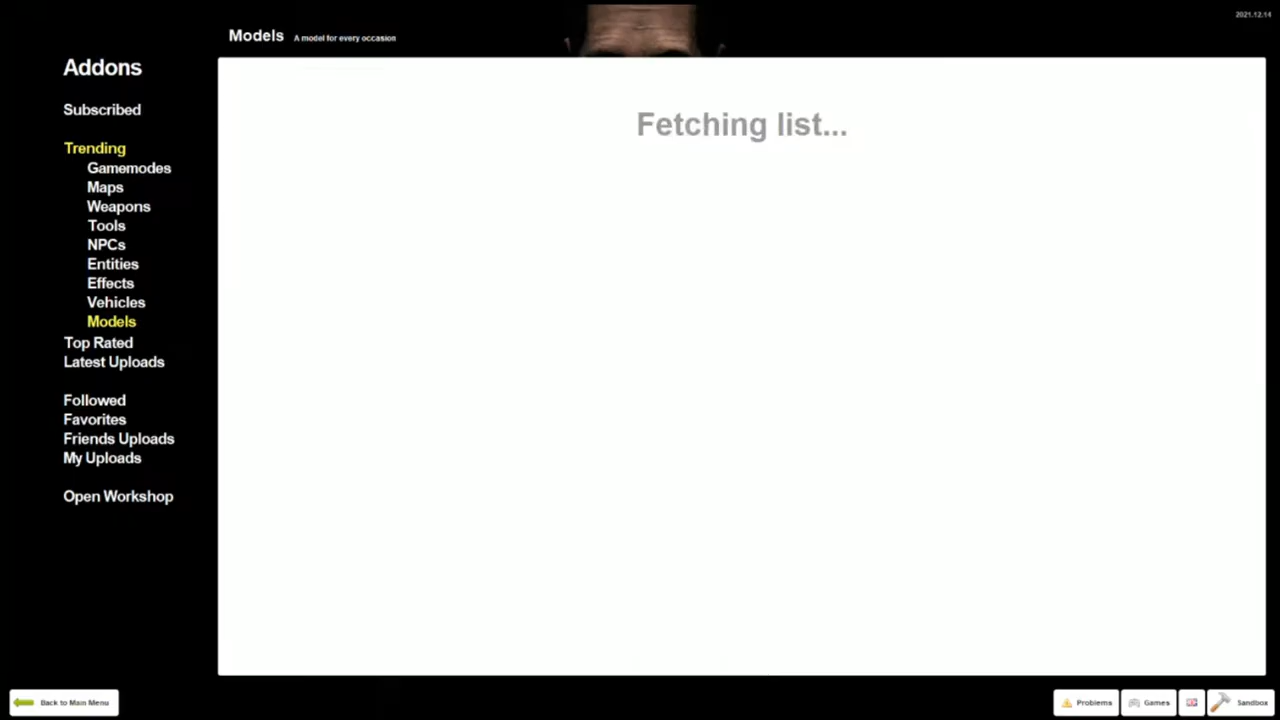 2021.12.14
Models A model for every occasion
Addons
Subscribed
Trending
Gamemodes
Maps
Weapons
Tools
NPCs
Entities
Effects
Vehicles
Models
Top Rated
Latest Uploads
Followed
Favorites
Friends Uploads
My Uploads
Open Workshop
Fetching list...
Back to Main Menu
Problems
Games
Sandbox